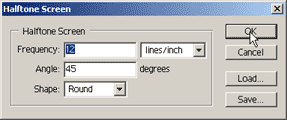 Halftone Screen
Halftone Screen
Frequency: 12 lines/inch
Angle: 45 degrees
Shape: Round
OK
Cancel
Load...
Save...